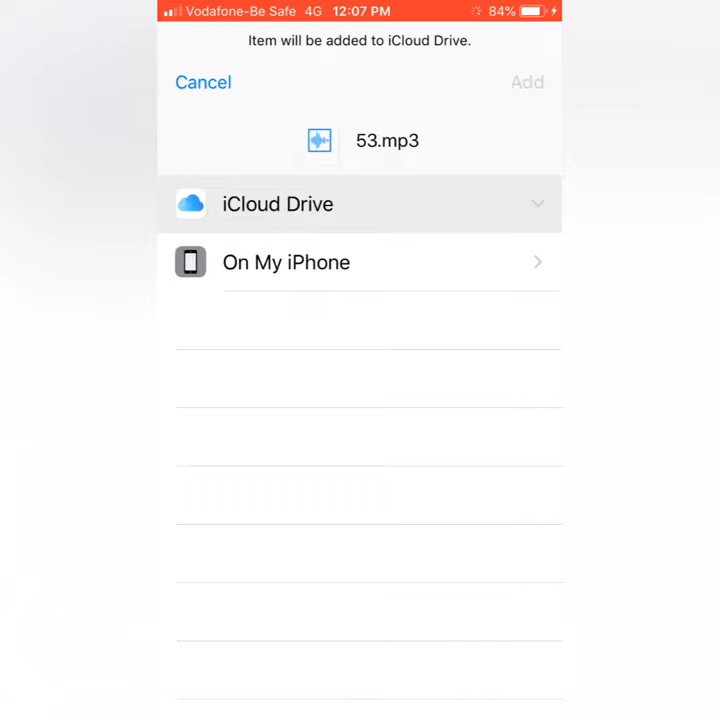 Vodafone-Be Safe 4G 12:07 PM 84%
Item will be added to iCloud Drive.
Cancel Add
53.mp3
iCloud Drive
On My iPhone